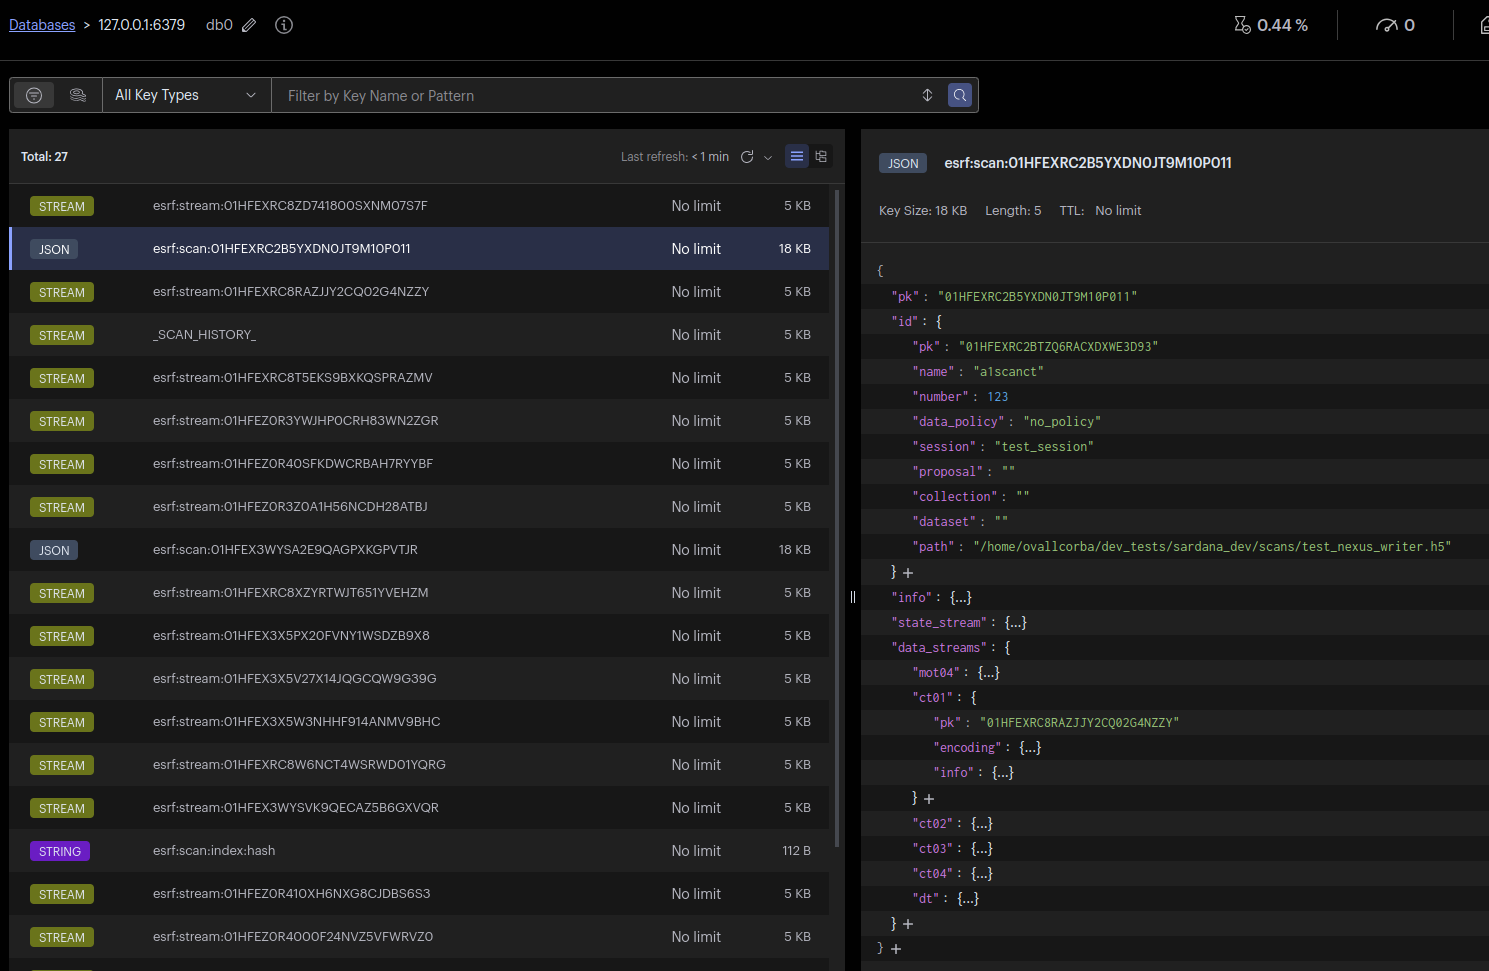 Databases > 127.0.0.1:6379 db0 0.44 % 0
All Key Types Filter by Key Name or Pattern
Total: 27 Last refresh: < 1 min
STREAM esrf:stream:01HFEXRC8ZD741800SXNM07S7F No limit 5 KB
JSON esrf:scan:01HFEXRC2B5YXDN0JT9M10P011 No limit 18 KB
STREAM esrf:stream:01HFEXRC8RAZJJY2CQ02G4NZZY No limit 5 KB
STREAM _SCAN_HISTORY_ No limit 5 KB
STREAM esrf:stream:01HFEXRC8T5EKS9BXKQSPRAZMV No limit 5 KB
STREAM esrf:stream:01HFEZ0R3YWJHP0CRH83WN2ZGR No limit 5 KB
STREAM esrf:stream:01HFEZ0R40SFKDWCRBAH7RYYBF No limit 5 KB
STREAM esrf:stream:01HFEZ0R3Z0A1H56NCDH28ATBJ No limit 5 KB
JSON esrf:scan:01HFEX3WYSA2E9QAGPXKGPVTJR No limit 18 KB
STREAM esrf:stream:01HFEXRC8XZYRTWJT651YVEHZM No limit 5 KB
STREAM esrf:stream:01HFEX3X5PX20FVNY1WSDZB9X8 No limit 5 KB
STREAM esrf:stream:01HFEX3X5V27X14JQGCQW9G39G No limit 5 KB
STREAM esrf:stream:01HFEX3X5W3NHHF914ANMV9BHC No limit 5 KB
STREAM esrf:stream:01HFEXRC8W6NCT4WSRWD01YQRG No limit 5 KB
STREAM esrf:stream:01HFEX3WYSVK9QECAZ5B6GXVQR No limit 5 KB
STRING esrf:scan:index:hash No limit 112 B
STREAM esrf:stream:01HFEZ0R410XH6NXG8CJDBS6S3 No limit 5 KB
STREAM esrf:stream:01HFEZ0R4000F24NVZ5VFWRVZ0 No limit 5 KB
JSON esrf:scan:01HFEXRC2B5YXDN0JT9M10P011
Key Size: 18 KB Length: 5 TTL: No limit
{
"pk" : "01HFEXRC2B5YXDN0JT9M10P011"
"id" : {
"pk" : "01HFEXRC2BTZQ6RACXDXWE3D93"
"name" : "a1scanct"
"number" : 123
"data_policy" : "no_policy"
"session" : "test_session"
"proposal" : ""
"collection" : ""
"dataset" : ""
"path" : "/home/ovallcorba/dev_tests/sardana_dev/scans/test_nexus_writer.h5"
} +
"info" : {...}
"state_stream" : {...}
"data_streams" : {
"mot04" : {...}
"ct01" : {
"pk" : "01HFEXRC8RAZJJY2CQ02G4NZZY"
"encoding" : {...}
"info" : {...}
} +
"ct02" : {...}
"ct03" : {...}
"ct04" : {...}
"dt" : {...}
} +
} +